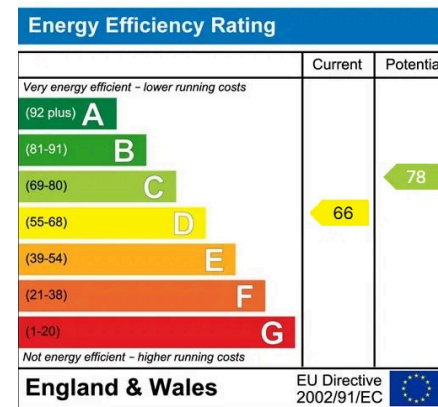 Energy Efficiency Rating
Current Potentia
Very energy efficient – lower running costs
(92 plus) A
(81-91) B
(69-80) C 78
(55-68) D 66
(39-54) E
(21-38) F
(1-20) G
Not energy efficient – higher running costs
England & Wales EU Directive
2002/91/EC